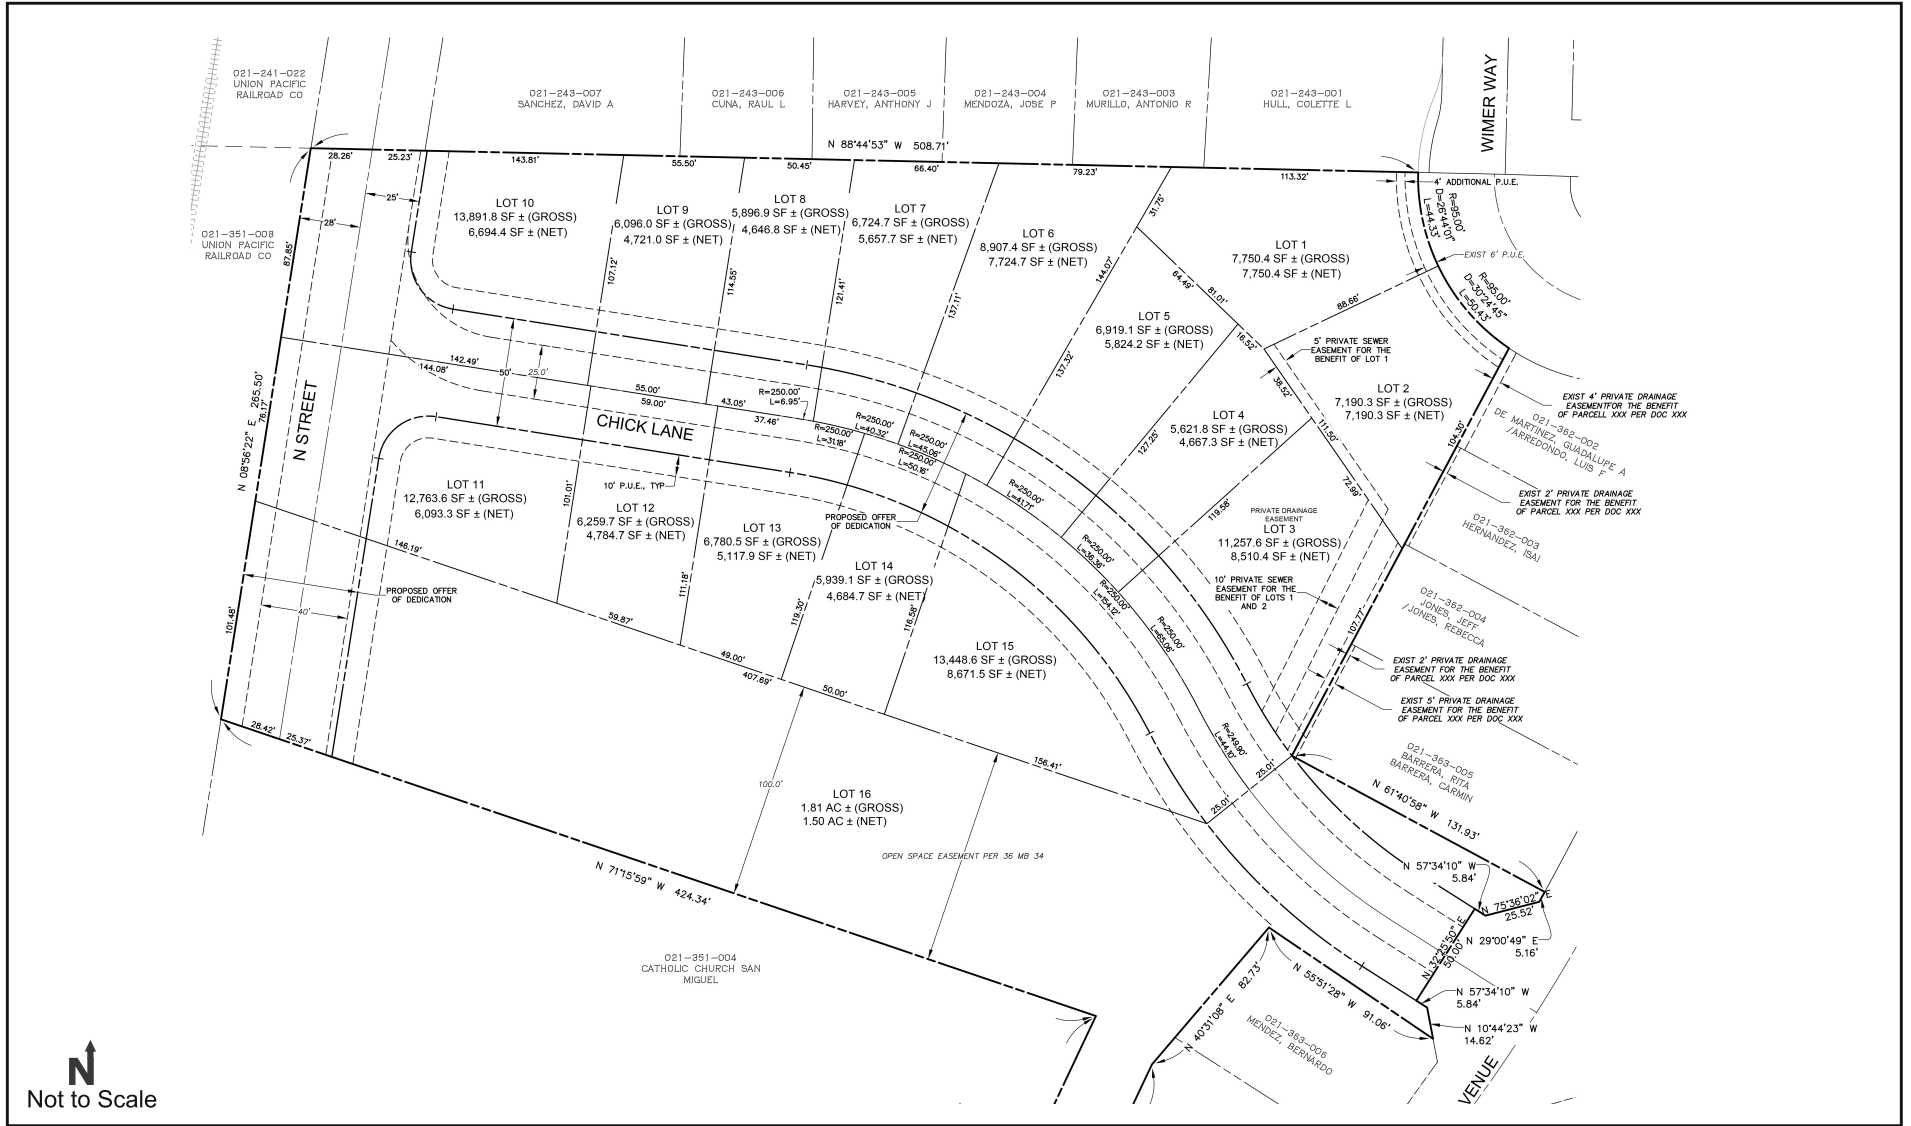 021-241-022
UNION PACIFIC
RAILROAD CO
021-243-007
SANCHEZ, DAVID A
021-243-006
CUNA, RAUL L
021-243-005
HARVEY, ANTHONY J
021-243-004
MENDOZA, JOSE P
021-243-003
MURILLO, ANTONIO R
021-243-001
HULL, COLETTE L
WIMER WAY
N 88°44'53" W 508.71'
28.26'
25.23'
143.81'
55.50'
50.45'
66.40'
79.23'
113.32'
4' ADDITIONAL P.U.E.
R=95.00'
D=26°44'01"
L=44.33'
EXIST 6' P.U.E.
R=95.00'
D=30°24'45"
L=50.43'
25'
28'
021-351-008
UNION PACIFIC
RAILROAD CO
87.85'
LOT 10
13,891.8 SF ± (GROSS)
6,694.4 SF ± (NET)
LOT 9
6,096.0 SF ± (GROSS)
4,721.0 SF ± (NET)
LOT 8
5,896.9 SF ± (GROSS)
4,646.8 SF ± (NET)
LOT 7
6,724.7 SF ± (GROSS)
5,657.7 SF ± (NET)
LOT 6
8,907.4 SF ± (GROSS)
7,724.7 SF ± (NET)
LOT 1
7,750.4 SF ± (GROSS)
7,750.4 SF ± (NET)
31.75'
107.12'
114.55'
121.41'
137.11'
144.07'
64.49'
81.01'
88.66'
LOT 5
6,919.1 SF ± (GROSS)
5,824.2 SF ± (NET)
137.32'
16.52'
5' PRIVATE SEWER
EASEMENT FOR THE
BENEFIT OF LOT 1
38.52'
LOT 2
7,190.3 SF ± (GROSS)
7,190.3 SF ± (NET)
EXIST 4' PRIVATE DRAINAGE
EASEMENTFOR THE BENEFIT
OF PARCELL XXX PER DOC XXX
021-362-002
DE MARTINEZ, GUADALUPE A
/ARREDONDO, LUIS F
104.30'
LOT 4
5,621.8 SF ± (GROSS)
4,667.3 SF ± (NET)
127.25'
111.50'
72.99'
119.58'
N 08°56'22" E 265.50'
76.17'
N STREET
142.49'
144.08'
50'
25.0'
55.00'
59.00'
43.05'
37.46'
R=250.00'
L=6.95'
R=250.00'
L=31.18'
R=250.00'
L=40.32'
R=250.00'
L=45.06'
R=250.00'
L=50.16'
R=250.00'
L=41.71'
CHICK LANE
10' P.U.E., TYP
PROPOSED OFFER
OF DEDICATION
LOT 11
12,763.6 SF ± (GROSS)
6,093.3 SF ± (NET)
101.01'
LOT 12
6,259.7 SF ± (GROSS)
4,784.7 SF ± (NET)
LOT 13
6,780.5 SF ± (GROSS)
5,117.9 SF ± (NET)
LOT 14
5,939.1 SF ± (GROSS)
4,684.7 SF ± (NET)
PRIVATE DRAINAGE
EASEMENT
LOT 3
11,257.6 SF ± (GROSS)
8,510.4 SF ± (NET)
EXIST 2' PRIVATE DRAINAGE
EASEMENT FOR THE BENEFIT
OF PARCEL XXX PER DOC XXX
021-362-003
HERNANDEZ, ISAI
146.19'
PROPOSED OFFER
OF DEDICATION
40'
101.48'
59.87'
111.18'
119.30'
116.58'
R=250.00'
L=36.36'
R=250.00'
L=154.12'
R=250.00'
L=65.06'
10' PRIVATE SEWER
EASEMENT FOR THE
BENEFIT OF LOTS 1
AND 2
107.77'
021-362-004
JONES, JEFF
/JONES, REBECCA
49.00'
407.69'
50.00'
LOT 15
13,448.6 SF ± (GROSS)
8,671.5 SF ± (NET)
EXIST 2' PRIVATE DRAINAGE
EASEMENT FOR THE BENEFIT
OF PARCEL XXX PER DOC XXX
EXIST 5' PRIVATE DRAINAGE
EASEMENT FOR THE BENEFIT
OF PARCEL XXX PER DOC XXX
28.42'
25.37'
156.41'
R=249.90'
L=44.10'
25.01'
25.01'
021-363-005
BARRERA, RITA
BARRERA, CARMIN
N 61°40'58" W 131.93'
100.0'
LOT 16
1.81 AC ± (GROSS)
1.50 AC ± (NET)
OPEN SPACE EASEMENT PER 36 MB 34
N 71°15'59" W 424.34'
N 57°34'10" W
5.84'
N 75°36'02" E
25.52'
N 29°00'49" E
5.16'
N 32°25'50" E
50.00'
N 57°34'10" W
5.84'
N 10°44'23" W
14.62'
021-351-004
CATHOLIC CHURCH SAN
MIGUEL
N 40°31'08" E 82.73'
N 55°51'28" W 91.06'
021-363-006
MENDEZ, BERNARDO
VENUE
N
Not to Scale